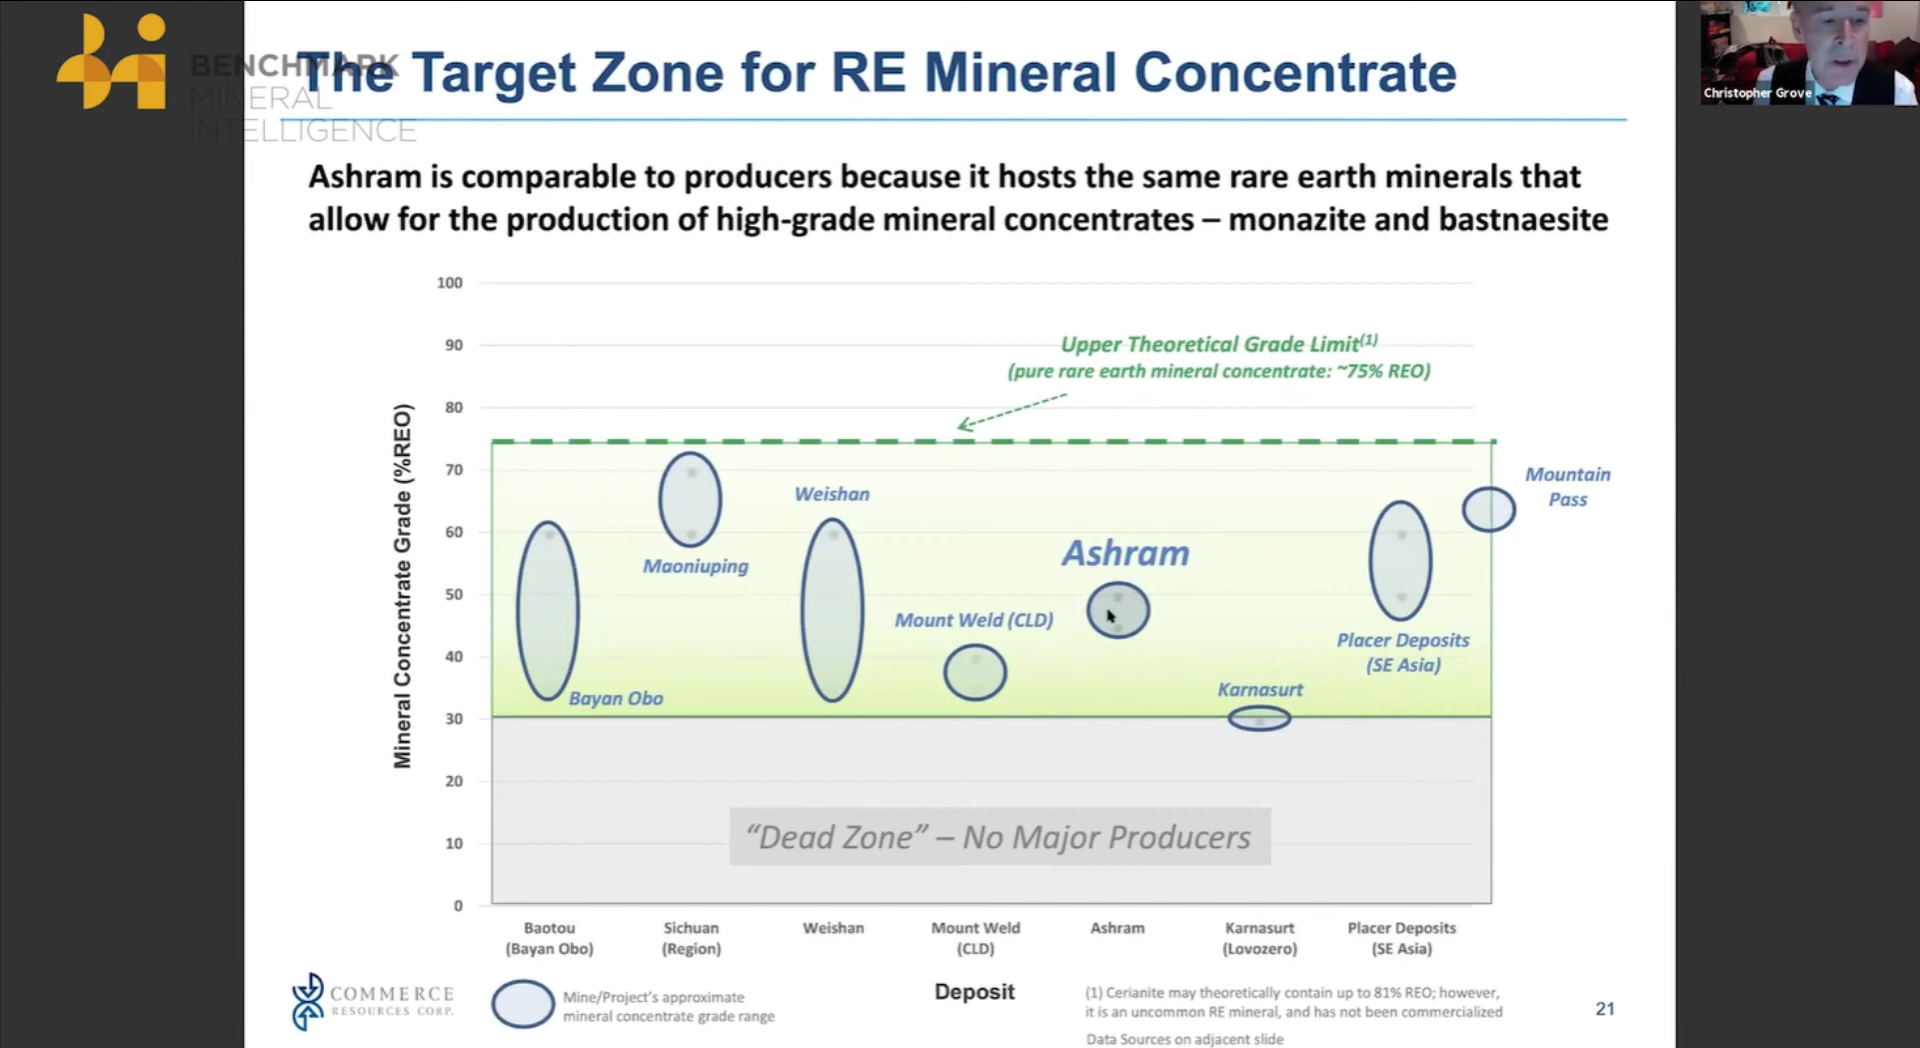 BENCHMARK
MINERAL
INTELLIGENCE
The Target Zone for RE Mineral Concentrate
Christopher Grove
Ashram is comparable to producers because it hosts the same rare earth minerals that
allow for the production of high-grade mineral concentrates – monazite and bastnaesite
Mineral Concentrate Grade (%REO)
100
90
80
70
60
50
40
30
20
10
0
Upper Theoretical Grade Limit(1)
(pure rare earth mineral concentrate: ~75% REO)
Bayan Obo
Maoniuping
Weishan
Mount Weld (CLD)
Ashram
Karnasurt
Placer Deposits
(SE Asia)
Mountain
Pass
“Dead Zone” – No Major Producers
Baotou
(Bayan Obo)
Sichuan
(Region)
Weishan
Mount Weld
(CLD)
Ashram
Karnasurt
(Lovozero)
Placer Deposits
(SE Asia)
Deposit
COMMERCE
RESOURCES CORP.
Mine/Project's approximate
mineral concentrate grade range
(1) Cerianite may theoretically contain up to 81% REO; however,
it is an uncommon RE mineral, and has not been commercialized
Data Sources on adjacent slide
21